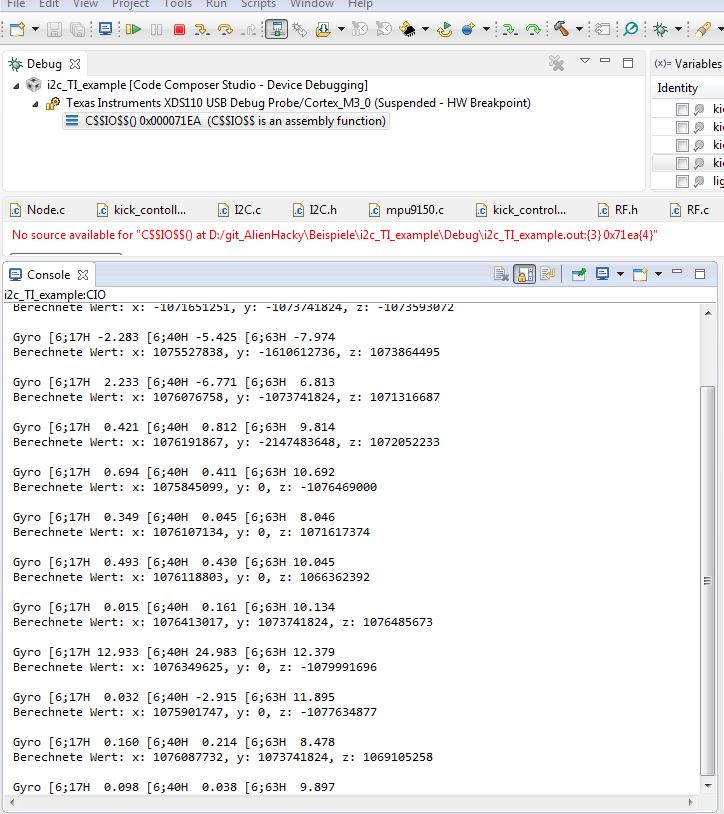 File Edit View Project Tools Run Scripts Window Help
Debug
i2c_TI_example [Code Composer Studio - Device Debugging]
Texas Instruments XDS110 USB Debug Probe/Cortex_M3_0 (Suspended - HW Breakpoint)
C$$IO$$() 0x000071EA (C$$IO$$ is an assembly function)
(x)= Variables
Identity
Node.c
kick_contoll...
I2C.c
I2C.h
mpu9150.c
kick_control...
RF.h
RF.c
No source available for "C$$IO$$() at D:/git_AlienHacky\Beispiele\i2c_TI_example\Debug\i2c_TI_example.out:{3} 0x71ea{4}"
Console
i2c_TI_example:CIO
Berechnete Wert: x: -1071651251, y: -1073741824, z: -1073593072
Gyro [6;17H -2.283 [6;40H -5.425 [6;63H -7.974
Berechnete Wert: x: 1075527838, y: -1610612736, z: 1073864495
Gyro [6;17H  2.233 [6;40H -6.771 [6;63H  6.813
Berechnete Wert: x: 1076076758, y: -1073741824, z: 1071316687
Gyro [6;17H  0.421 [6;40H  0.812 [6;63H  9.814
Berechnete Wert: x: 1076191867, y: -2147483648, z: 1072052233
Gyro [6;17H  0.694 [6;40H  0.411 [6;63H 10.692
Berechnete Wert: x: 1075845099, y: 0, z: -1076469000
Gyro [6;17H  0.349 [6;40H  0.045 [6;63H  8.046
Berechnete Wert: x: 1076107134, y: 0, z: 1071617374
Gyro [6;17H  0.493 [6;40H  0.430 [6;63H 10.045
Berechnete Wert: x: 1076118803, y: 0, z: 1066362392
Gyro [6;17H  0.015 [6;40H  0.161 [6;63H 10.134
Berechnete Wert: x: 1076413017, y: 1073741824, z: 1076485673
Gyro [6;17H 12.933 [6;40H 24.983 [6;63H 12.379
Berechnete Wert: x: 1076349625, y: 0, z: -1079991696
Gyro [6;17H  0.032 [6;40H -2.915 [6;63H 11.895
Berechnete Wert: x: 1075901747, y: 0, z: -1077634877
Gyro [6;17H  0.160 [6;40H  0.214 [6;63H  8.478
Berechnete Wert: x: 1076087732, y: 1073741824, z: 1069105258
Gyro [6;17H  0.098 [6;40H  0.038 [6;63H  9.897